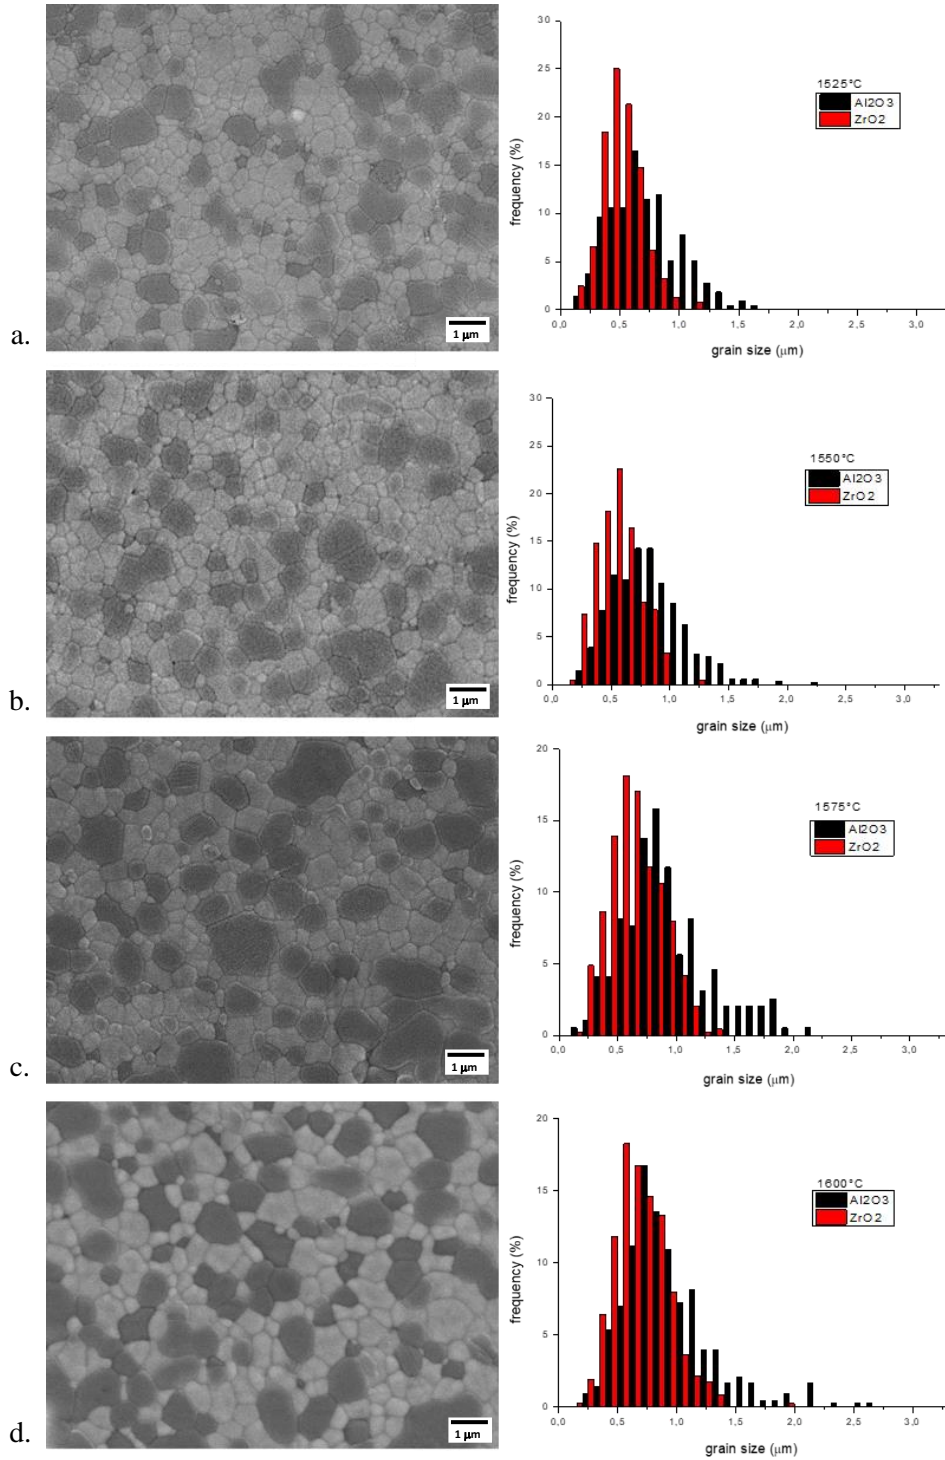 30
25
20
15
10
5
0
frequency (%)
1525°C
Al2O3
ZrO2
0,0 0,5 1,0 1,5 2,0 2,5 3,0
grain size (μm)
1 μm
a.
30
25
20
15
10
5
0
frequency (%)
1550°C
Al2O3
ZrO2
0,0 0,5 1,0 1,5 2,0 2,5 3,0
grain size (μm)
1 μm
b.
20
15
10
5
0
frequency (%)
1575°C
Al2O3
ZrO2
0,0 0,5 1,0 1,5 2,0 2,5 3,0
grain size (μm)
1 μm
c.
20
15
10
5
0
frequency (%)
1600°C
Al2O3
ZrO2
0,0 0,5 1,0 1,5 2,0 2,5 3,0
grain size (μm)
1 μm
d.